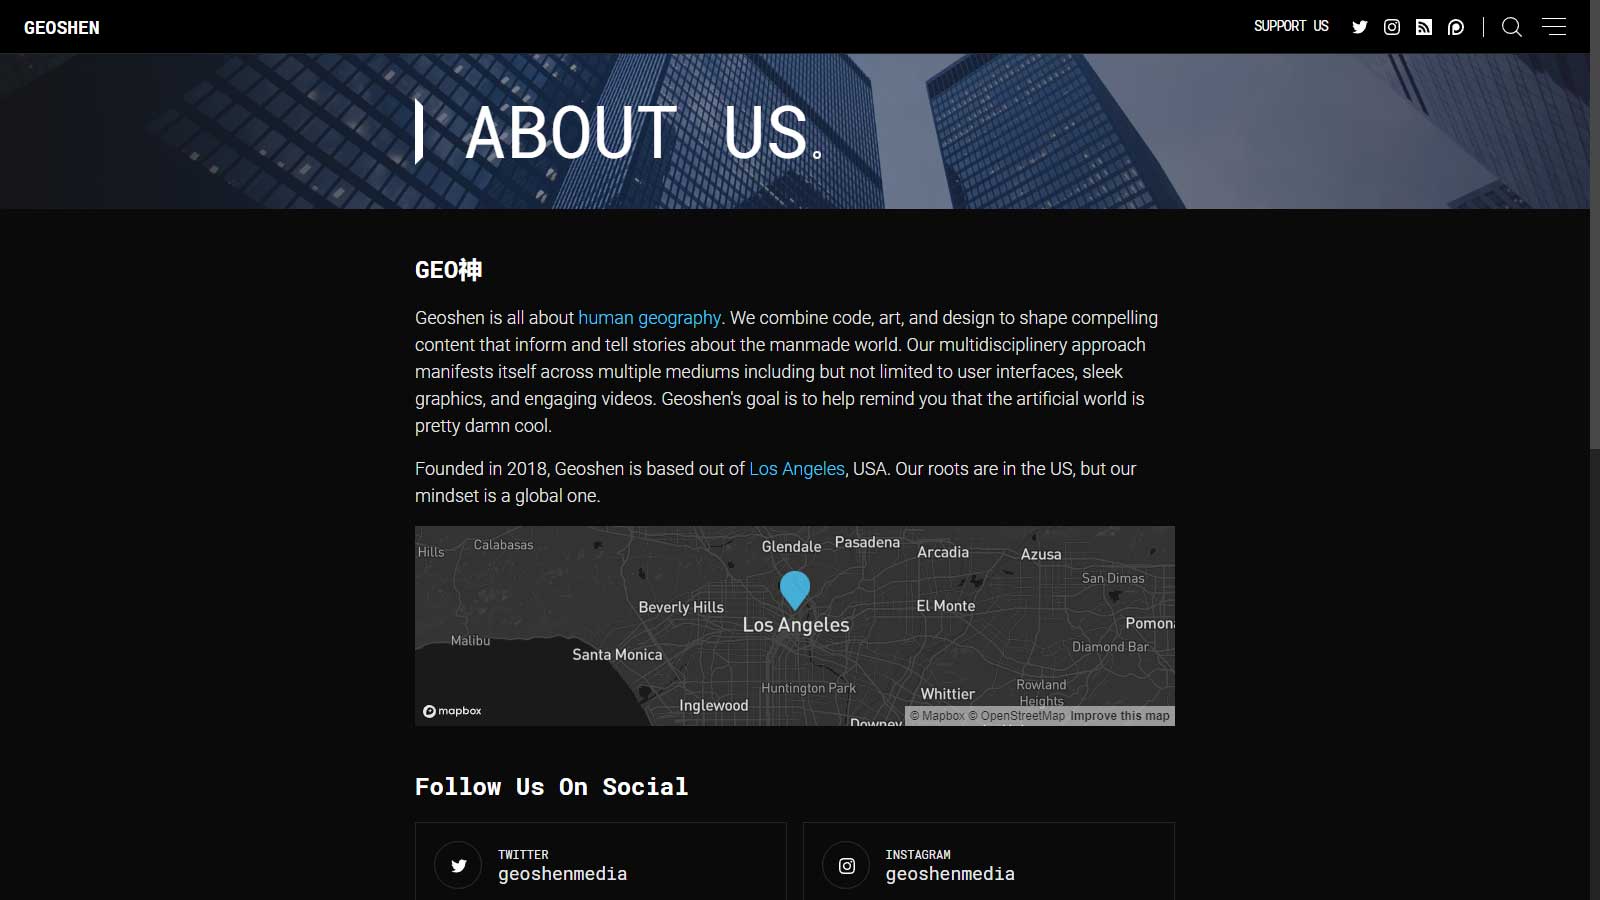 GEOSHEN
SUPPORT US
ABOUT US。
GEO神
Geoshen is all about human geography. We combine code, art, and design to shape compelling
content that inform and tell stories about the manmade world. Our multidisciplinery approach
manifests itself across multiple mediums including but not limited to user interfaces, sleek
graphics, and engaging videos. Geoshen's goal is to help remind you that the artificial world is
pretty damn cool.
Founded in 2018, Geoshen is based out of Los Angeles, USA. Our roots are in the US, but our
mindset is a global one.
Hills
Calabasas
Glendale
Pasadena
Arcadia
Azusa
San Dimas
Beverly Hills
El Monte
Los Angeles
Pomona
Malibu
Santa Monica
Diamond Bar
Huntington Park
Whittier
Rowland
Heights
Inglewood
Downey
mapbox
© Mapbox © OpenStreetMap Improve this map
Follow Us On Social
TWITTER
geoshenmedia
INSTAGRAM
geoshenmedia